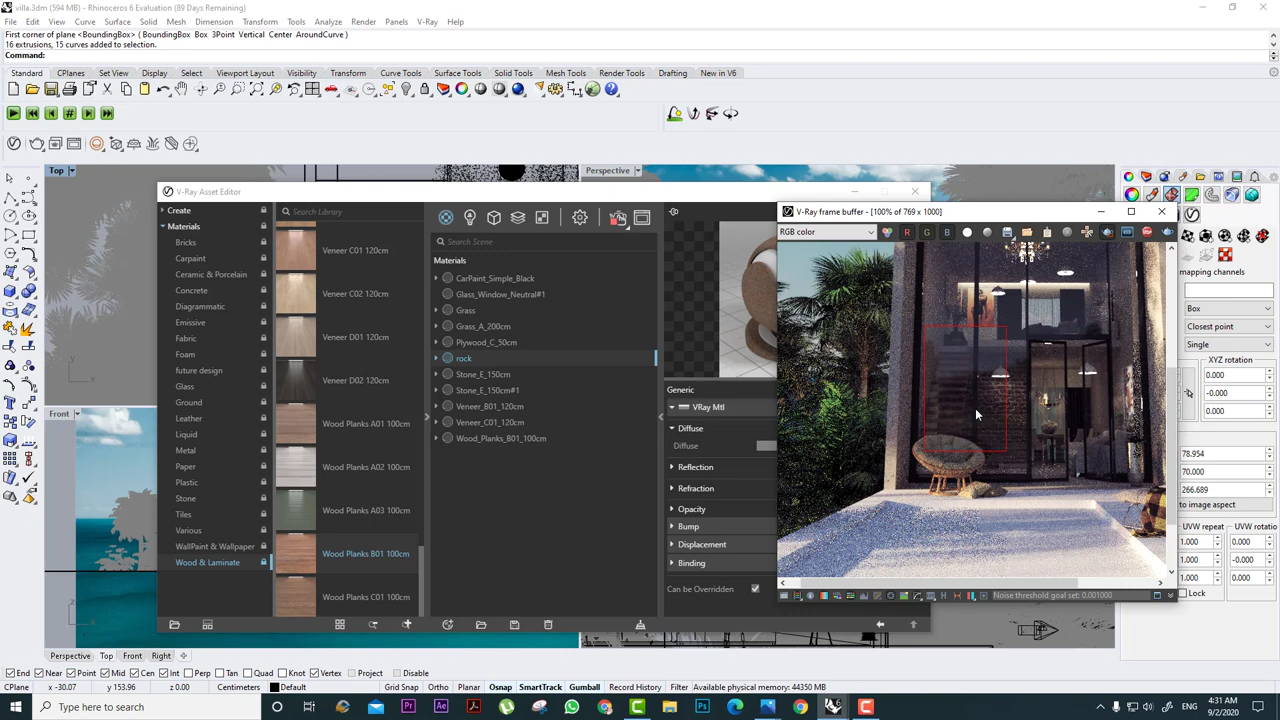 villa.3dm (594 MB) - Rhinoceros 6 Evaluation (89 Days Remaining)
File Edit View Curve Surface Solid Mesh Dimension Transform Tools Analyze Render Panels V-Ray Help
First corner of plane <BoundingBox> ( BoundingBox Box 3Point Vertical Center AroundCurve )
16 extrusions, 15 curves added to selection.
Command:
Standard CPlanes Set View Display Select Viewport Layout Visibility Transform Curve Tools Surface Tools Solid Tools Mesh Tools Render Tools Drafting New in V6
Top
Perspective
V-Ray Asset Editor
Create
Materials
Bricks
Carpaint
Ceramic & Porcelain
Concrete
Diagrammatic
Emissive
Fabric
Foam
future design
Glass
Ground
Leather
Liquid
Metal
Paper
Plastic
Stone
Tiles
Various
WallPaint & Wallpaper
Wood & Laminate
Search Library
Veneer C01 120cm
Veneer C02 120cm
Veneer D01 120cm
Veneer D02 120cm
Wood Planks A01 100cm
Wood Planks A02 100cm
Wood Planks A03 100cm
Wood Planks B01 100cm
Wood Planks C01 100cm
Search Scene
Materials
CarPaint_Simple_Black
Glass_Window_Neutral#1
Grass
Grass_A_200cm
Plywood_C_50cm
rock
Stone_E_150cm
Stone_E_150cm#1
Veneer_B01_120cm
Veneer_C01_120cm
Wood_Planks_B01_100cm
Generic
VRay Mtl
Diffuse
Diffuse
Reflection
Refraction
Opacity
Bump
Displacement
Binding
Can be Overridden
V-Ray frame buffer - [100% of 769 x 1000]
RGB color
R G B
Noise threshold goal set: 0.001000
mapping channels
Box
Closest point
Single
XYZ rotation
0.000
-0.000
0.000
78.954
70.000
266.689
to image aspect
UVW repeat UVW rotatio
1.000 0.000
1.000 -0.000
1.000 0.000
Lock
Front
Perspective Top Front Right
End Near Point Mid Cen Int Perp Tan Quad Knot Vertex Project Disable
CPlane x -30.07 y 153.96 z 0.00 Centimeters Default Grid Snap Ortho Planar Osnap SmartTrack Gumball Record History Filter Available physical memory: 44350 MB
Type here to search
4:31 AM
9/2/2020